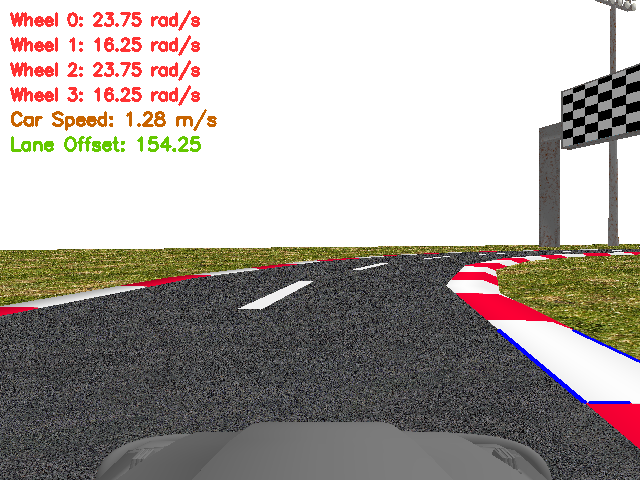 Wheel 0: 23.75 rad/s
Wheel 1: 16.25 rad/s
Wheel 2: 23.75 rad/s
Wheel 3: 16.25 rad/s
Car Speed: 1.28 m/s
Lane Offset: 154.25